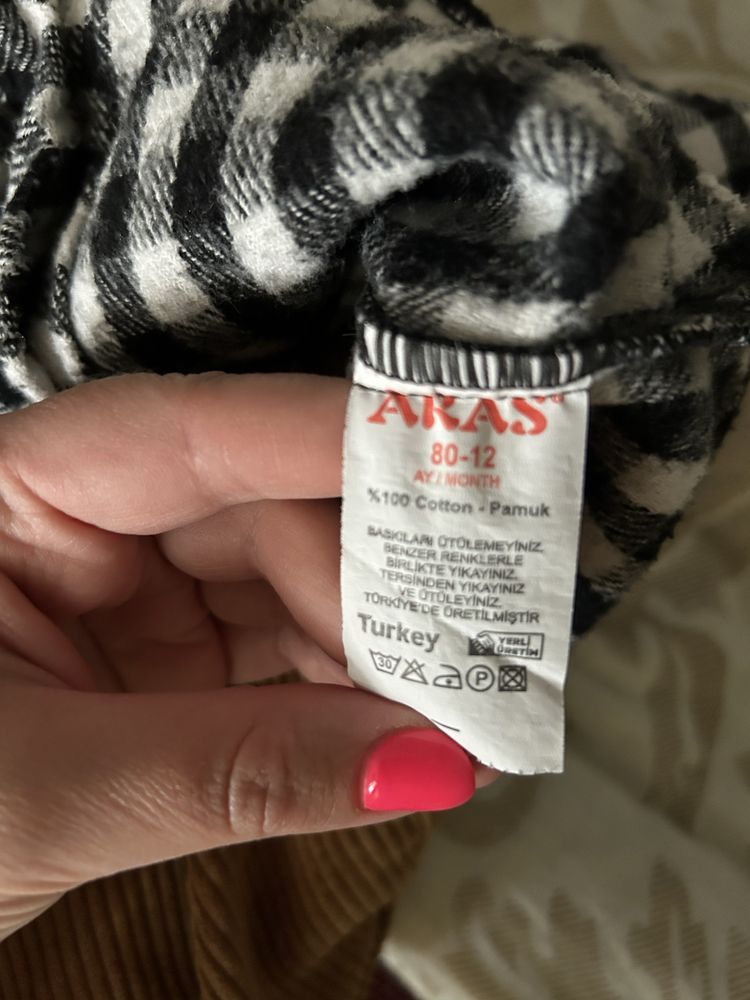 ARAS®
80-12
AY / MONTH
%100 Cotton - Pamuk
BASKILARI ÜTÜLEMEYİNİZ.
BENZER RENKLERLE
BİRLİKTE YIKAYINIZ.
TERSİNDEN YIKAYINIZ
VE ÜTÜLEYİNİZ.
TÜRKİYE'DE ÜRETİLMİŞTİR
Turkey
YERLİ
ÜRETİM
30 P